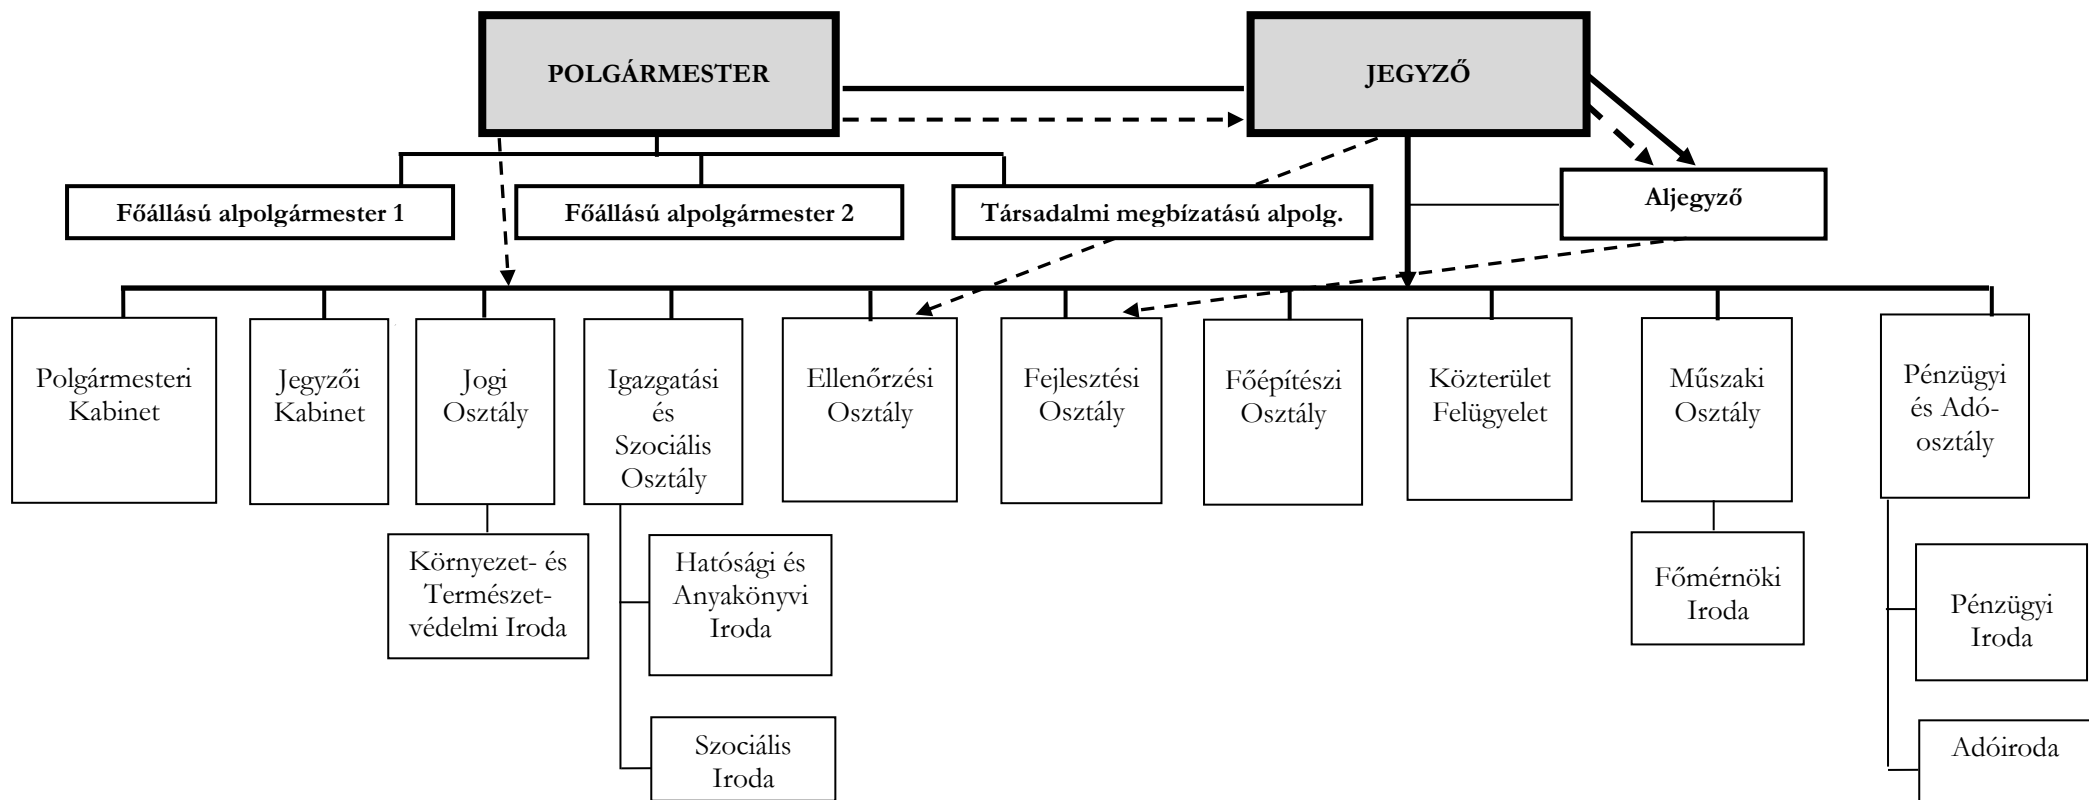 POLGÁRMESTER
JEGYZŐ
Főállású alpolgármester 1
Főállású alpolgármester 2
Társadalmi megbízatású alpolg.
Aljegyző
Polgármesteri
Kabinet
Jegyzői
Kabinet
Jogi
Osztály
Igazgatási
és
Szociális
Osztály
Ellenőrzési
Osztály
Fejlesztési
Osztály
Főépítészi
Osztály
Közterület
Felügyelet
Műszaki
Osztály
Pénzügyi
és Adó-
osztály
Környezet- és
Természet-
védelmi Iroda
Hatósági és
Anyakönyvi
Iroda
Szociális
Iroda
Főmérnöki
Iroda
Pénzügyi
Iroda
Adóiroda